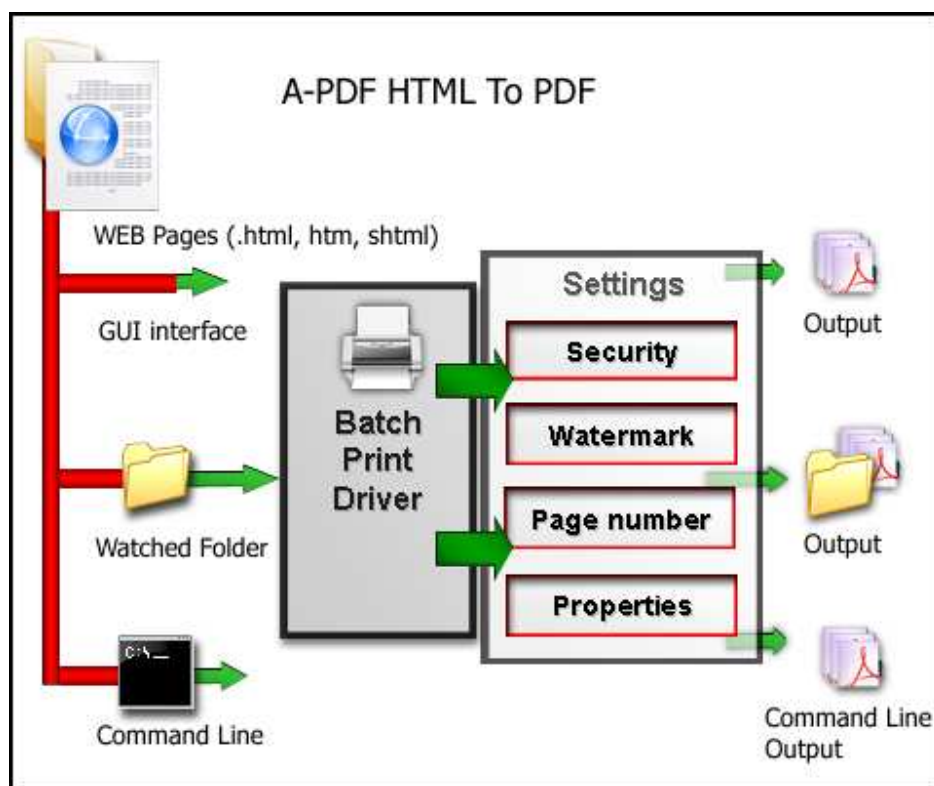 A-PDF HTML To PDF
WEB Pages (.html, htm, shtml)
GUI interface
Watched Folder
C:\_
Command Line
Batch
Print
Driver
Settings
Security
Watermark
Page number
Properties
Output
Output
Command Line
Output